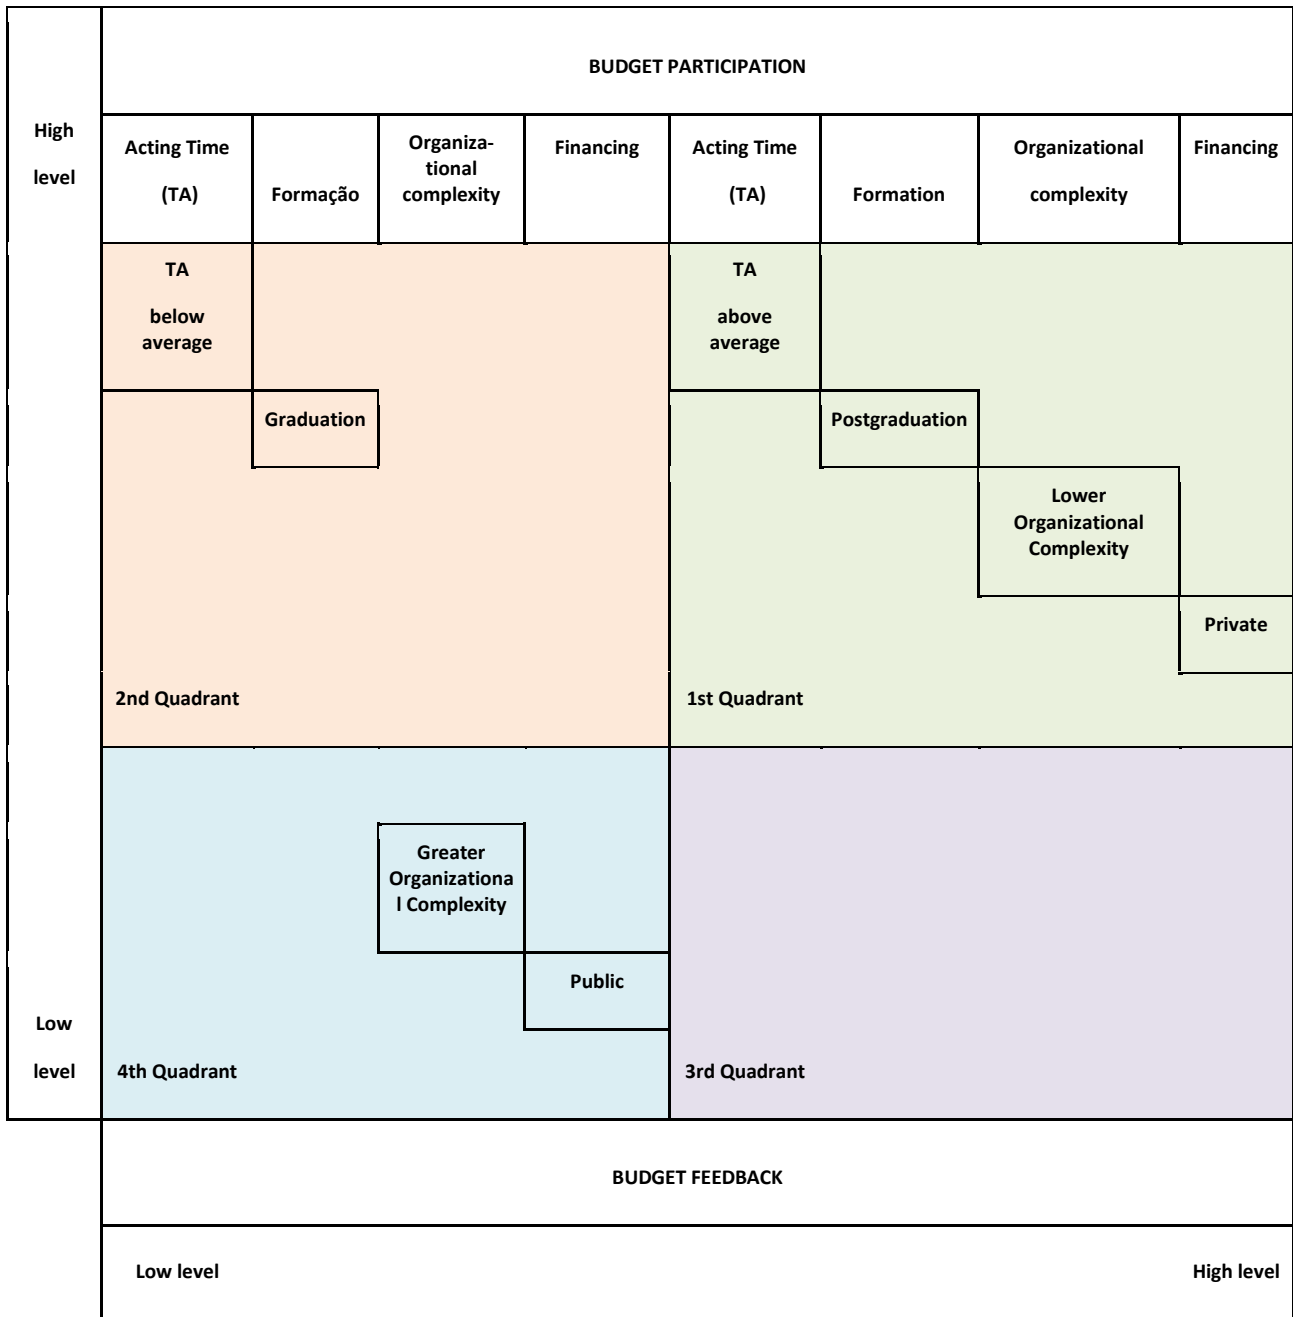 BUDGET PARTICIPATION
High
level
Acting Time
(TA)
Formação
Organiza-
tional
complexity
Financing
Acting Time
(TA)
Formation
Organizational
complexity
Financing
TA
below
average
TA
above
average
Graduation
Postgraduation
Lower
Organizational
Complexity
Private
2nd Quadrant
1st Quadrant
Greater
Organizationa
l Complexity
Public
Low
level
4th Quadrant
3rd Quadrant
BUDGET FEEDBACK
Low level
High level